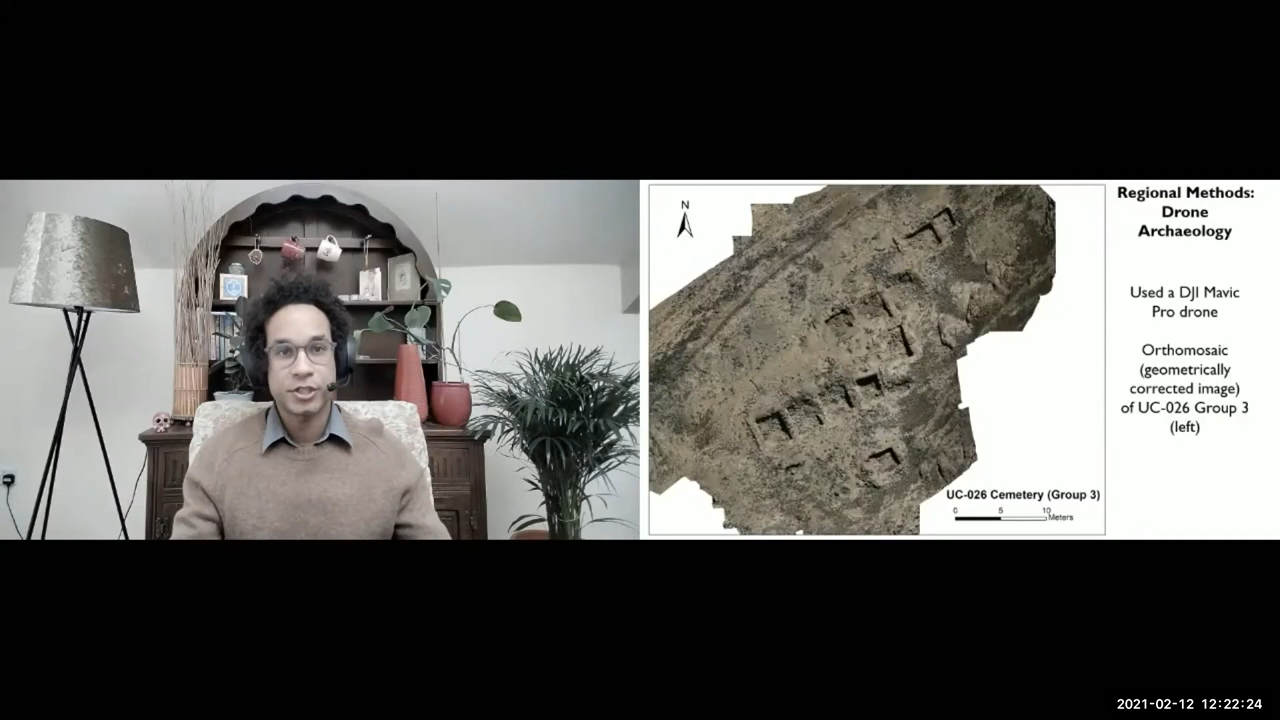 N
UC-026 Cemetery (Group 3)
0 5 10
Meters
Regional Methods:
Drone
Archaeology
Used a DJI Mavic
Pro drone
Orthomosaic
(geometrically
corrected image)
of UC-026 Group 3
(left)
2021-02-12 12:22:24